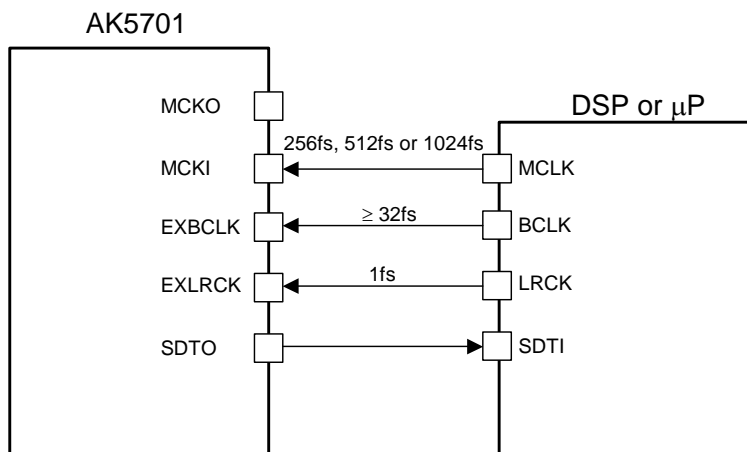 AK5701
DSP or μP
MCKO
256fs, 512fs or 1024fs
MCKI
MCLK
≥ 32fs
EXBCLK
BCLK
1fs
EXLRCK
LRCK
SDTO
SDTI